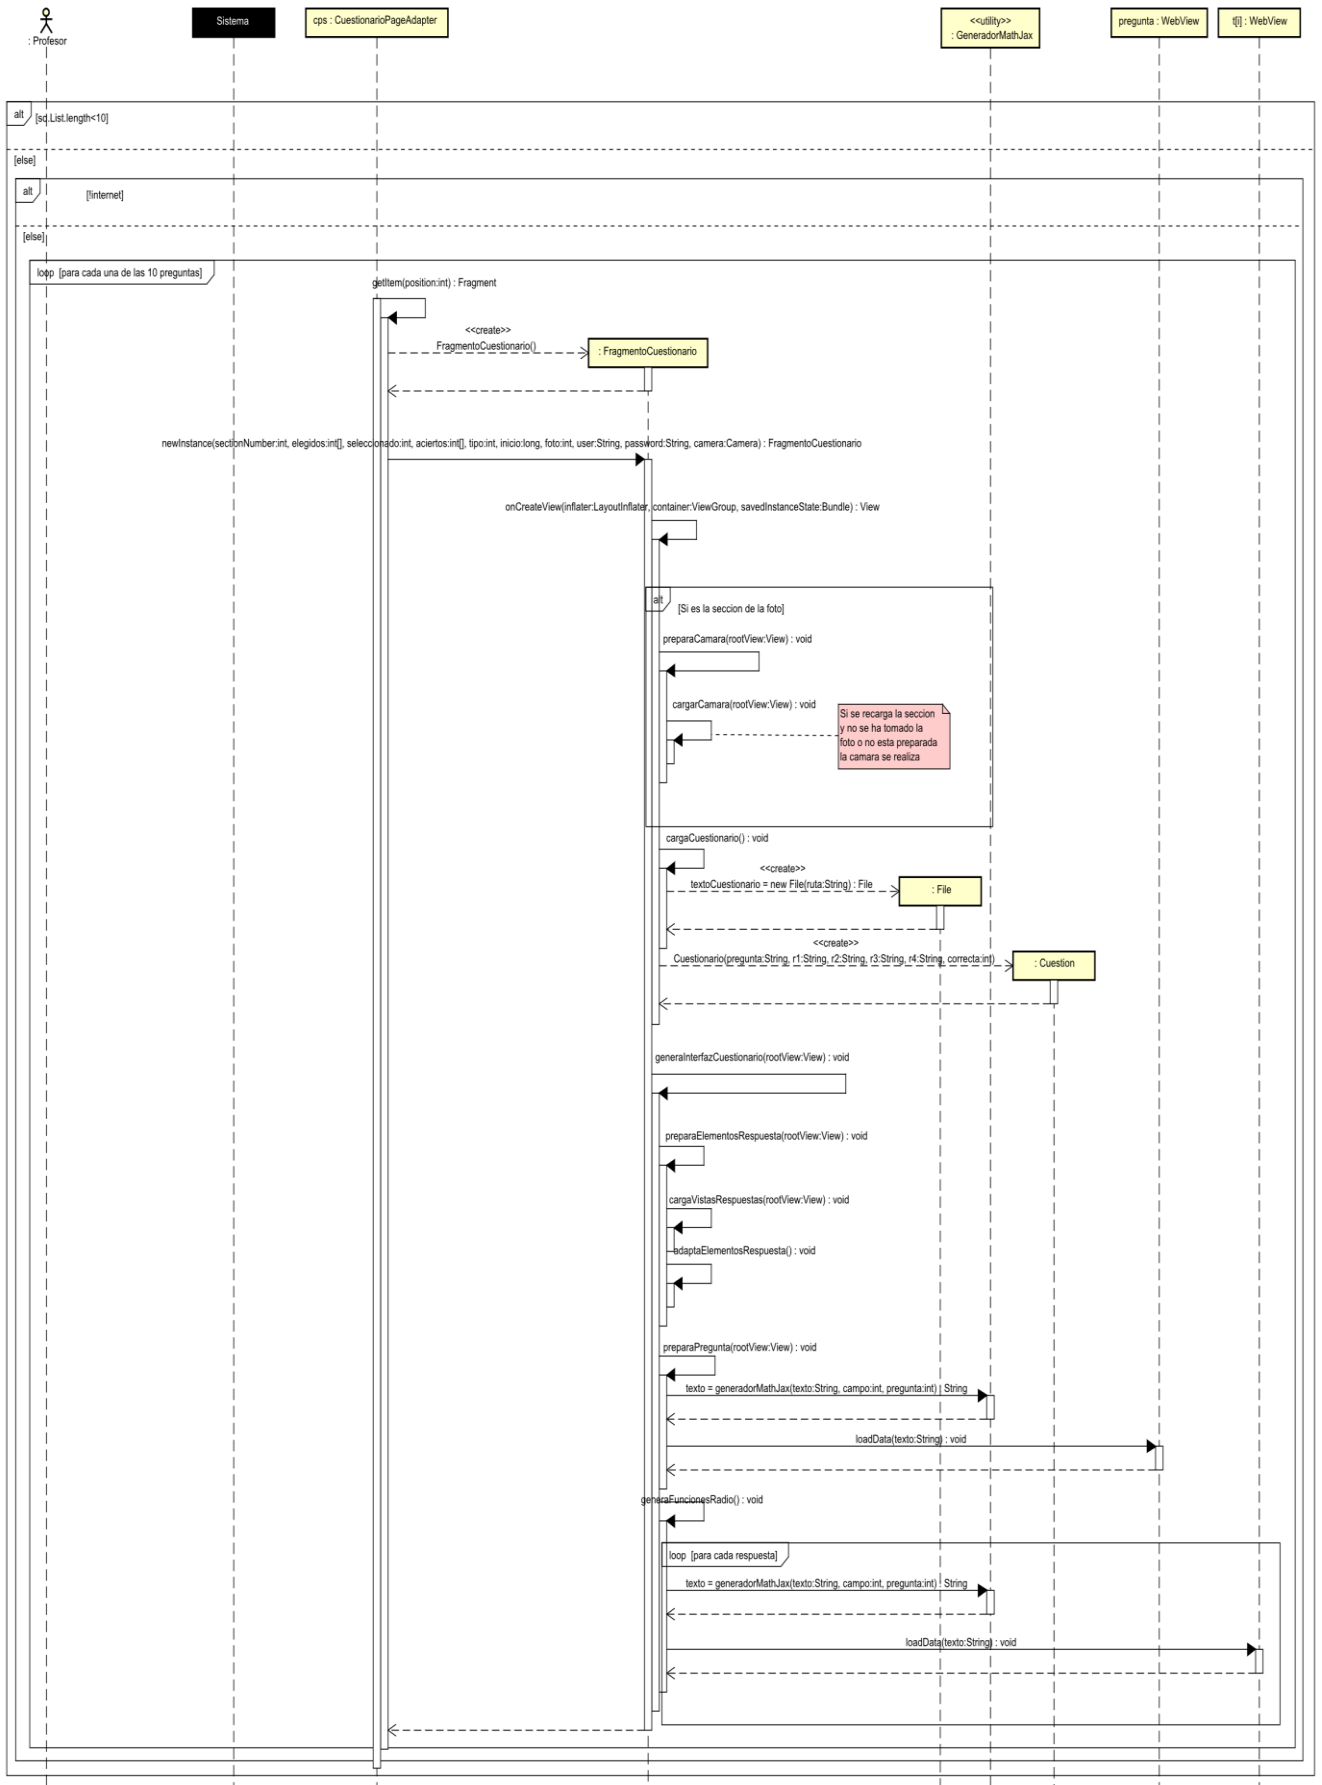 : Profesor
Sistema
cps : CuestionarioPageAdapter
<<utility>>
: GeneradorMathJax
pregunta : WebView
t[i] : WebView
alt
[sd.List.length<10]
[else]
alt
[!internet]
[else]
loop [para cada una de las 10 preguntas]
getItem(position:int) : Fragment
<<create>>
FragmentoCuestionario()
: FragmentoCuestionario
newInstance(sectionNumber:int, elegidos:int[], seleccionado:int, aciertos:int[], tipo:int, inicio:long, foto:int, user:String, password:String, camera:Camera) : FragmentoCuestionario
onCreateView(inflater:LayoutInflater, container:ViewGroup, savedInstanceState:Bundle) : View
alt
[Si es la seccion de la foto]
preparaCamara(rootView:View) : void
cargarCamara(rootView:View) : void
Si se recarga la seccion
y no se ha tomado la
foto o no esta preparada
la camara se realiza
cargaCuestionario() : void
<<create>>
textoCuestionario = new File(ruta:String) : File
: File
<<create>>
Cuestionario(pregunta:String, r1:String, r2:String, r3:String, r4:String, correcta:int)
: Cuestion
generaInterfazCuestionario(rootView:View) : void
preparaElementosRespuesta(rootView:View) : void
cargaVistasRespuestas(rootView:View) : void
adaptaElementosRespuesta() : void
preparaPregunta(rootView:View) : void
texto = generadorMathJax(texto:String, campo:int, pregunta:int) : String
loadData(texto:String) : void
generaFuncionesRadio() : void
loop [para cada respuesta]
texto = generadorMathJax(texto:String, campo:int, pregunta:int) : String
loadData(texto:String) : void